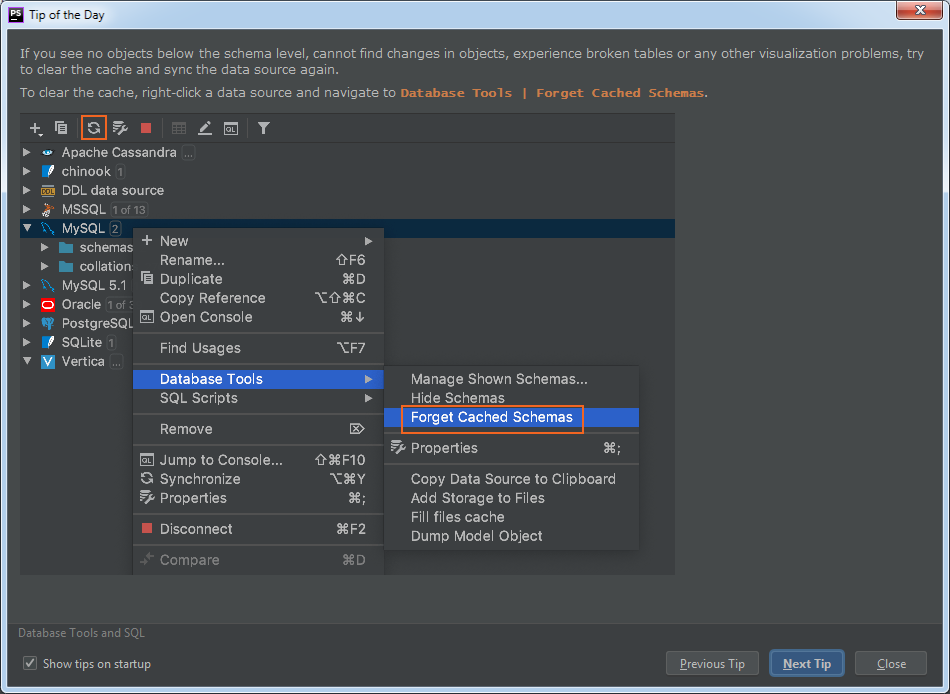 PS Tip of the Day
If you see no objects below the schema level, cannot find changes in objects, experience broken tables or any other visualization problems, try
to clear the cache and sync the data source again.
To clear the cache, right-click a data source and navigate to Database Tools | Forget Cached Schemas.
QL
Apache Cassandra ...
chinook 1
DDL DDL data source
MSSQL 1 of 13
MySQL 2
schemas
collation
MySQL 5.1
Oracle 1 of
PostgreSQL
SQLite 1
V Vertica ...
New
Rename... ⇧F6
Duplicate ⌘D
Copy Reference ⌥⇧⌘C
QL Open Console ⌘↓
Find Usages ⌥F7
Database Tools
SQL Scripts
Remove ⌦
QL Jump to Console... ⇧⌘F10
Synchronize ⌥⌘Y
Properties ⌘;
Disconnect ⌘F2
Compare ⌘D
Manage Shown Schemas...
Hide Schemas
Forget Cached Schemas
Properties ⌘;
Copy Data Source to Clipboard
Add Storage to Files
Fill files cache
Dump Model Object
Database Tools and SQL
Show tips on startup
Previous Tip
Next Tip
Close